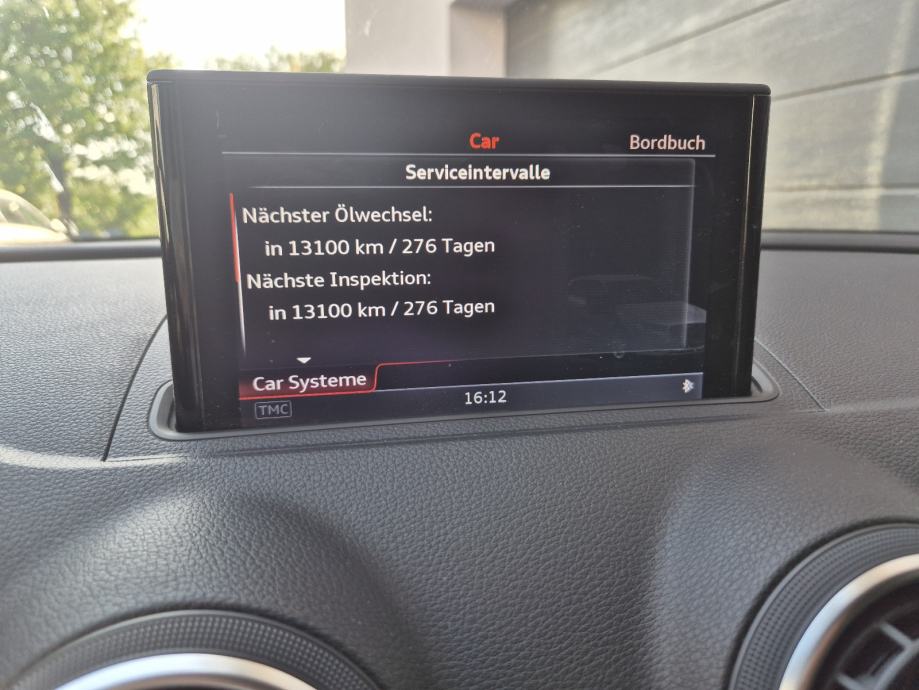 Car
Bordbuch
Serviceintervalle
Nächster Ölwechsel:
in 13100 km / 276 Tagen
Nächste Inspektion:
in 13100 km / 276 Tagen
Car Systeme
TMC
16:12